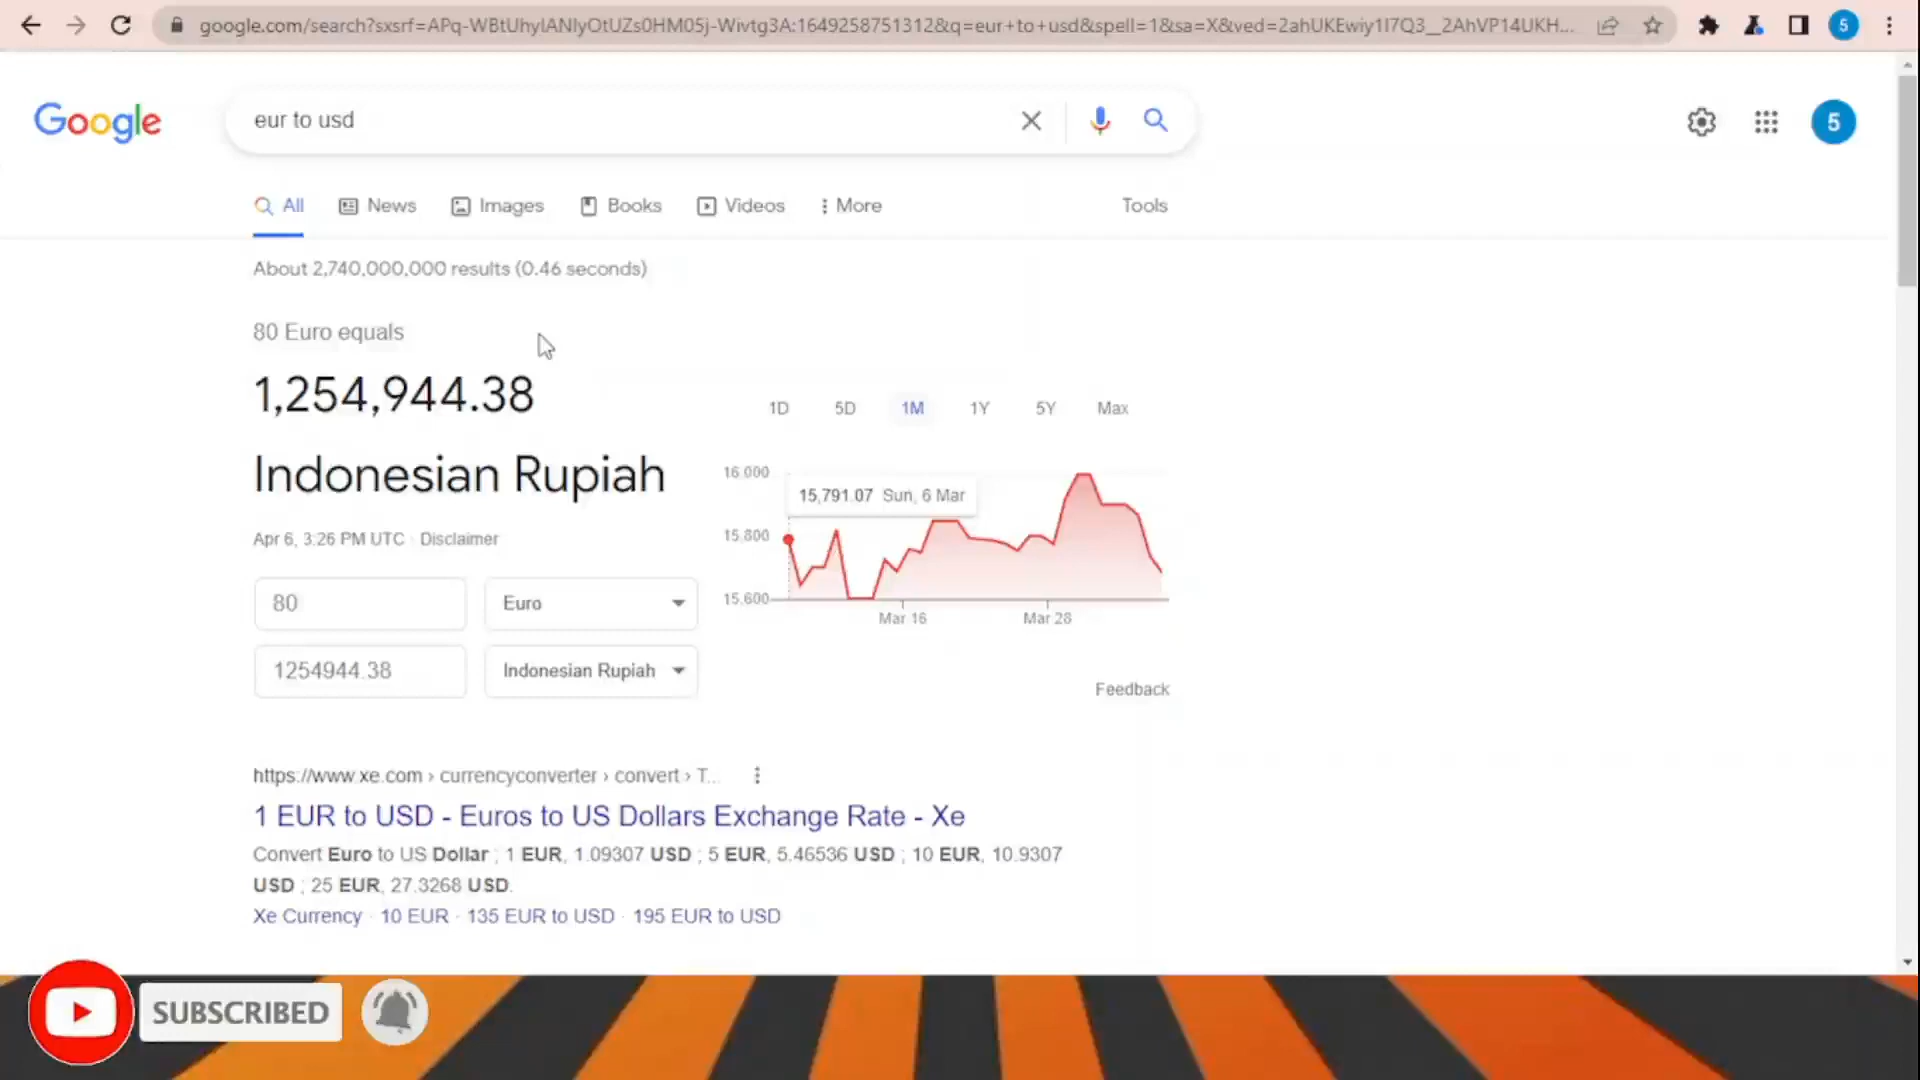 google.com/search?sxsrf=APq-WBtUhylANlyOtUZs0HM05j-Wivtg3A:1649258751312&q=eur+to+usd&spell=1&sa=X&ved=2ahUKEwiy1I7Q3__2AhVP14UKH...
5
Google
eur to usd
5
All
News
Images
Books
Videos
More
Tools
About 2,740,000,000 results (0.46 seconds)
80 Euro equals
1,254,944.38
Indonesian Rupiah
Apr 6, 3:26 PM UTC · Disclaimer
80
Euro
1254944.38
Indonesian Rupiah
1D 5D 1M 1Y 5Y Max
16,000
15,791.07 Sun, 6 Mar
15,800
15,600
Mar 16 Mar 28
Feedback
https://www.xe.com › currencyconverter › convert › T...
1 EUR to USD - Euros to US Dollars Exchange Rate - Xe
Convert Euro to US Dollar ; 1 EUR, 1.09307 USD ; 5 EUR, 5.46536 USD ; 10 EUR, 10.9307
USD ; 25 EUR, 27.3268 USD.
Xe Currency · 10 EUR · 135 EUR to USD · 195 EUR to USD
SUBSCRIBED